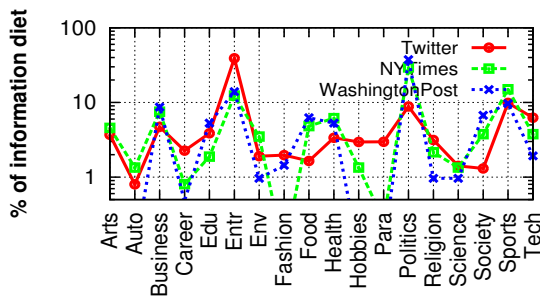 % of information diet
100
10
1
Twitter
NYTimes
WashingtonPost
Arts
Auto
Business
Career
Edu
Entr
Env
Fashion
Food
Health
Hobbies
Para
Politics
Religion
Science
Society
Sports
Tech